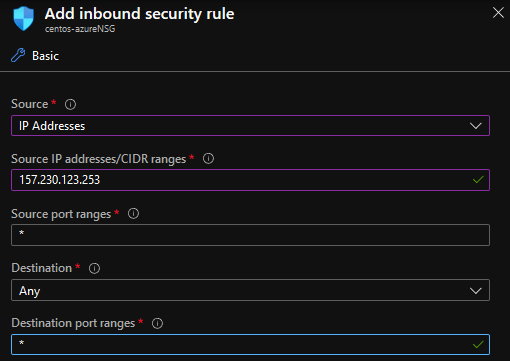 Add inbound security rule
centos-azureNSG
Basic
Source *
IP Addresses
Source IP addresses/CIDR ranges *
157.230.123.253
Source port ranges *
*
Destination *
Any
Destination port ranges *
*